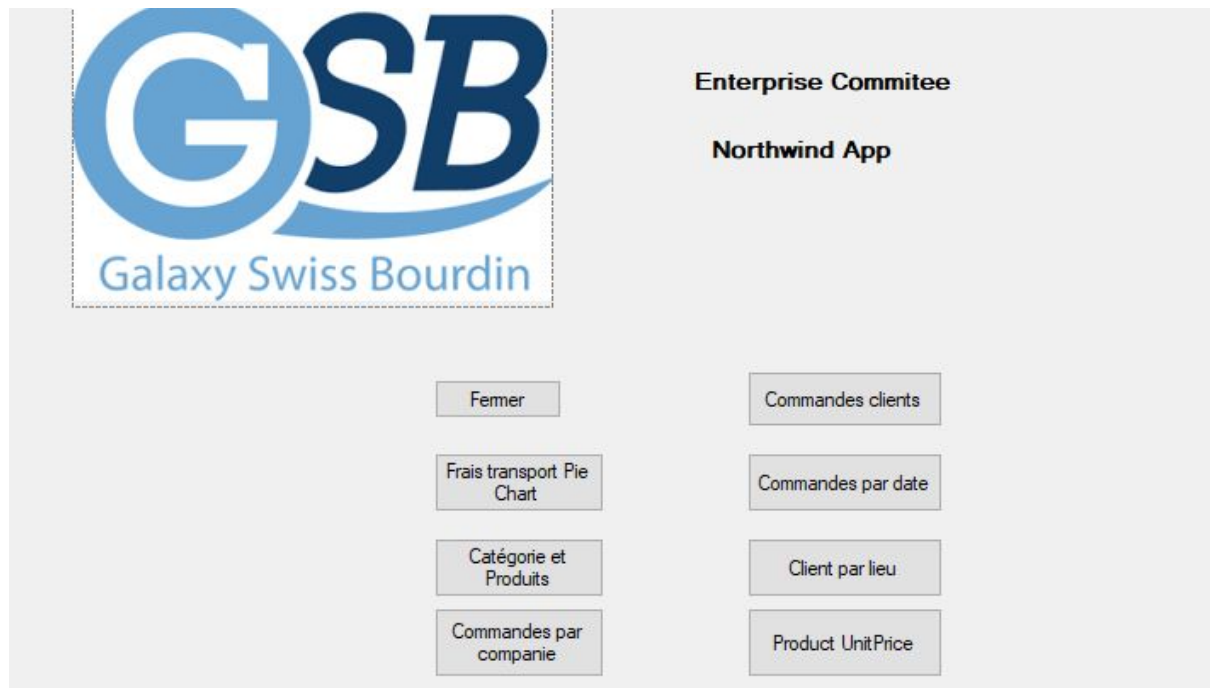 GSB
Galaxy Swiss Bourdin
Enterprise Commitee
Northwind App
Fermer
Commandes clients
Frais transport Pie
Chart
Commandes par date
Catégorie et
Produits
Client par lieu
Commandes par
companie
Product UnitPrice